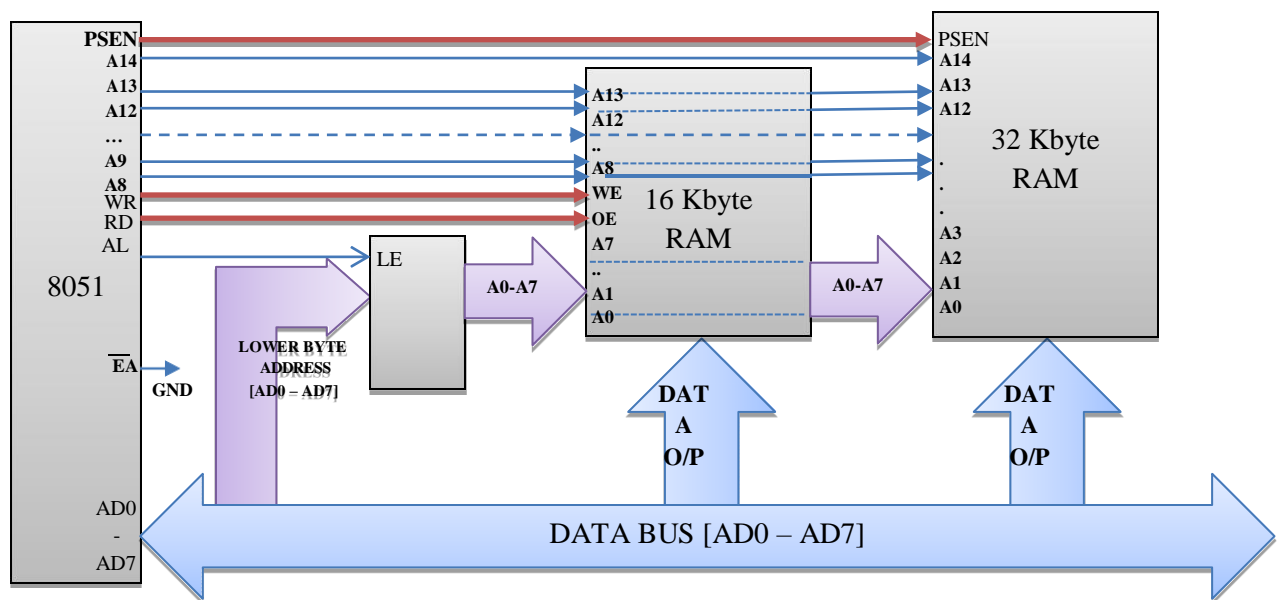 PSEN
A14
A13
A12
...
A9
A8
WR
RD
AL
8051
EA
GND
AD0
-
AD7
LE
LOWER BYTE
ADDRESS
[AD0 – AD7]
A0-A7
A13
A12
..
A8
WE
OE
A7
..
A1
A0
16 Kbyte
RAM
A0-A7
PSEN
A14
A13
A12
.
.
.
A3
A2
A1
A0
32 Kbyte
RAM
DAT
A
O/P
DAT
A
O/P
DATA BUS [AD0 – AD7]